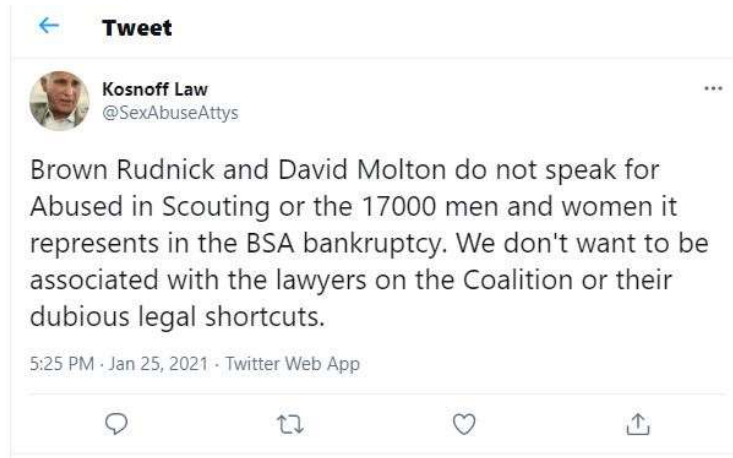 Tweet
Kosnoff Law
@SexAbuseAttys
Brown Rudnick and David Molton do not speak for
Abused in Scouting or the 17000 men and women it
represents in the BSA bankruptcy. We don't want to be
associated with the lawyers on the Coalition or their
dubious legal shortcuts.
5:25 PM · Jan 25, 2021 · Twitter Web App